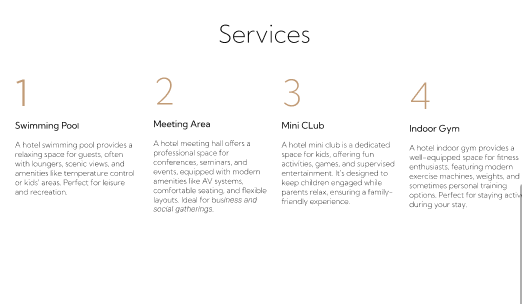 Services
1
Swimming Pool
A hotel swimming pool provides a
relaxing space for guests, often
with loungers, scenic views, and
amenities like temperature control
or kids' areas. Perfect for leisure
and recreation.
2
Meeting Area
A hotel meeting hall offers a
professional space for
conferences, seminars, and
events, equipped with modern
amenities like AV systems,
comfortable seating, and flexible
layouts. Ideal for business and
social gatherings.
3
Mini CLub
A hotel mini club is a dedicated
space for kids, offering fun
activities, games, and supervised
entertainment. It's designed to
keep children engaged while
parents relax, ensuring a family-
friendly experience.
4
Indoor Gym
A hotel indoor gym provides a
well-equipped space for fitness
enthusiasts, featuring modern
exercise machines, weights, and
sometimes personal training
options. Perfect for staying active
during your stay.